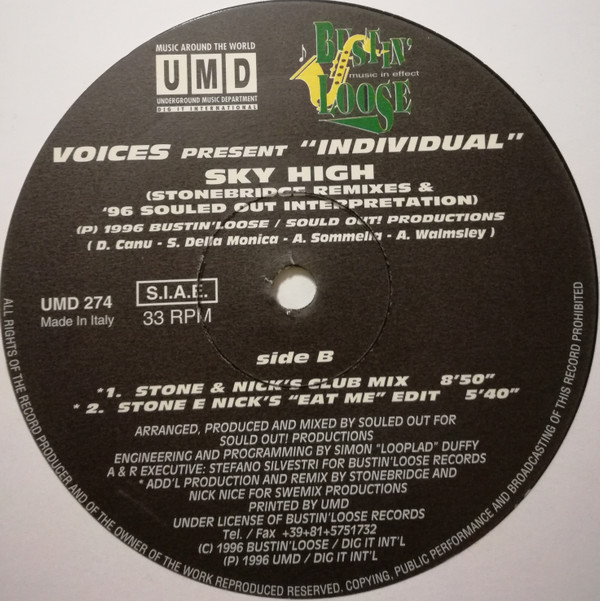 MUSIC AROUND THE WORLD
UMD
UNDERGROUND MUSIC DEPARTMENT
DIG IT INTERNATIONAL
BUSTIN'
music in effect
LOOSE
VOICES PRESENT "INDIVIDUAL"
SKY HIGH
(STONEBRIDGE REMIXES &
'96 SOULED OUT INTERPRETATION)
(P) 1996 BUSTIN'LOOSE / SOULD OUT! PRODUCTIONS
( D. Canu - S. Della Monica - A. Sommella - A. Walmsley )
UMD 274
Made In Italy
S.I.A.E.
33 RPM
side B
*1. STONE & NICK'S CLUB MIX 8'50"
* 2. STONE E NICK'S "EAT ME" EDIT 5'40"
ARRANGED, PRODUCED AND MIXED BY SOULED OUT FOR
SOULD OUT! PRODUCTIONS
ENGINEERING AND PROGRAMMING BY SIMON "LOOPLAD" DUFFY
A & R EXECUTIVE: STEFANO SILVESTRI FOR BUSTIN'LOOSE RECORDS
* ADD'L PRODUCTION AND REMIX BY STONEBRIDGE AND
NICK NICE FOR SWEMIX PRODUCTIONS
PRINTED BY UMD
UNDER LICENSE OF BUSTIN'LOOSE RECORDS
Tel. / Fax +39+81+5751732
(C) 1996 BUSTIN'LOOSE / DIG IT INT'L
(P) 1996 UMD / DIG IT INT'L
ALL RIGHTS OF THE RECORD PRODUCER AND OF THE OWNER OF THE WORK REPRODUCED RESERVED. COPYING, PUBLIC PERFORMANCE AND BROADCASTING OF THIS RECORD PROHIBITED